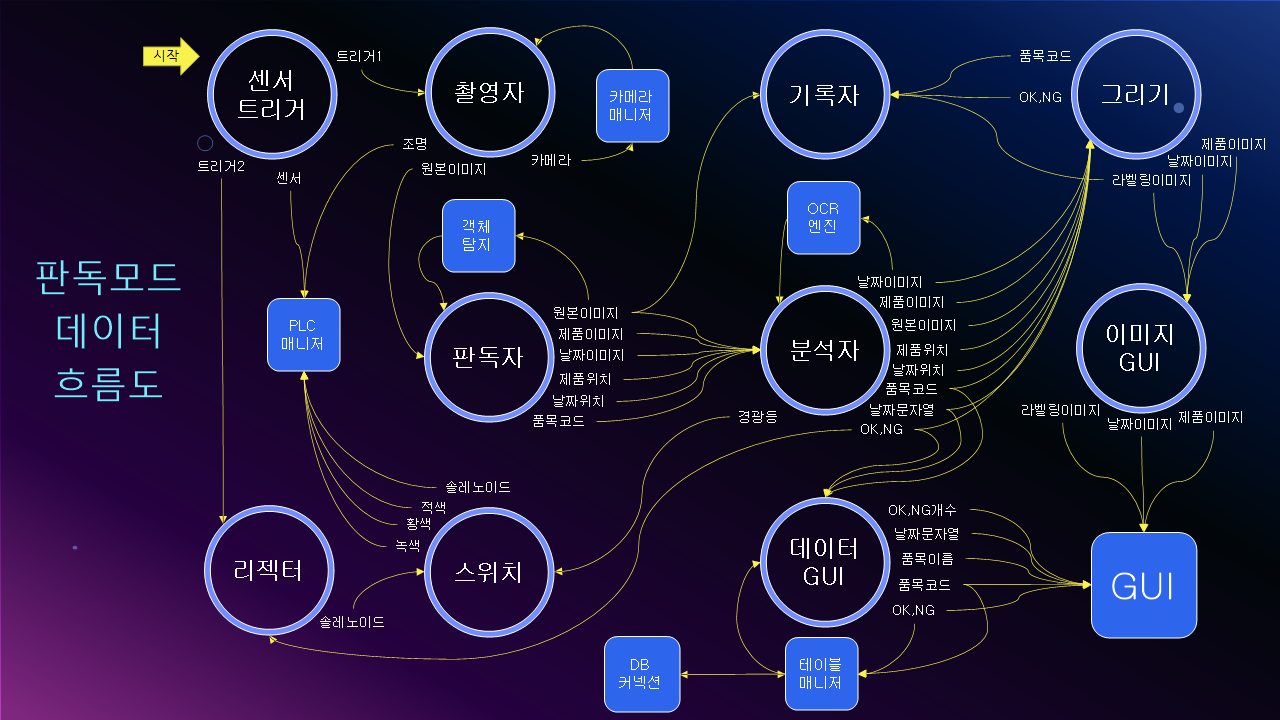 시작
센서
트리거
트리거1
트리거2
센서
촬영자
카메라
매니저
조명
원본이미지
카메라
기록자
품목코드
OK,NG
그리기
제품이미지
날짜이미지
라벨링이미지
판독모드
데이터
흐름도
객체
탐지
OCR
엔진
PLC
매니저
판독자
원본이미지
제품이미지
날짜이미지
제품위치
날짜위치
품목코드
분석자
날짜이미지
제품이미지
원본이미지
제품위치
날짜위치
품목코드
날짜문자열
OK,NG
이미지
GUI
라벨링이미지
날짜이미지
제품이미지
경광등
솔레노이드
적색
황색
녹색
리젝터
솔레노이드
스위치
데이터
GUI
OK,NG개수
날짜문자열
품목이름
품목코드
OK,NG
GUI
DB
커넥션
테이블
매니저